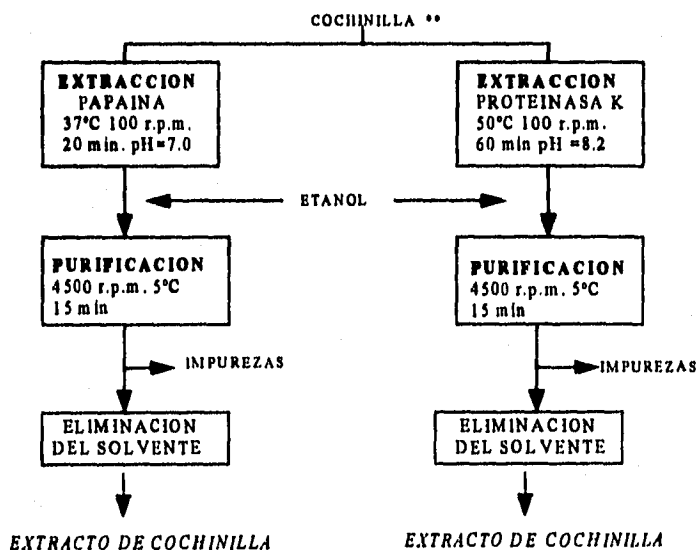 COCHINILLA **
EXTRACCION
PAPAINA
37°C 100 r.p.m.
20 min. pH=7.0
EXTRACCION
PROTEINASA K
50°C 100 r.p.m.
60 min pH =8.2
ETANOL
PURIFICACION
4500 r.p.m. 5°C
15 min
PURIFICACION
4500 r.p.m. 5°C
15 min
IMPUREZAS
IMPUREZAS
ELIMINACION
DEL SOLVENTE
ELIMINACION
DEL SOLVENTE
EXTRACTO DE COCHINILLA
EXTRACTO DE COCHINILLA